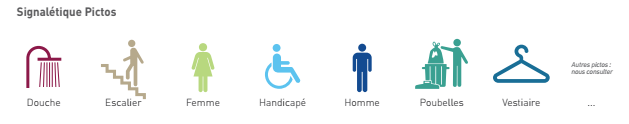 Signalétique Pictos
Autres pictos :
nous consulter
Douche Escalier Femme Handicapé Homme Poubelles Vestiaire ...